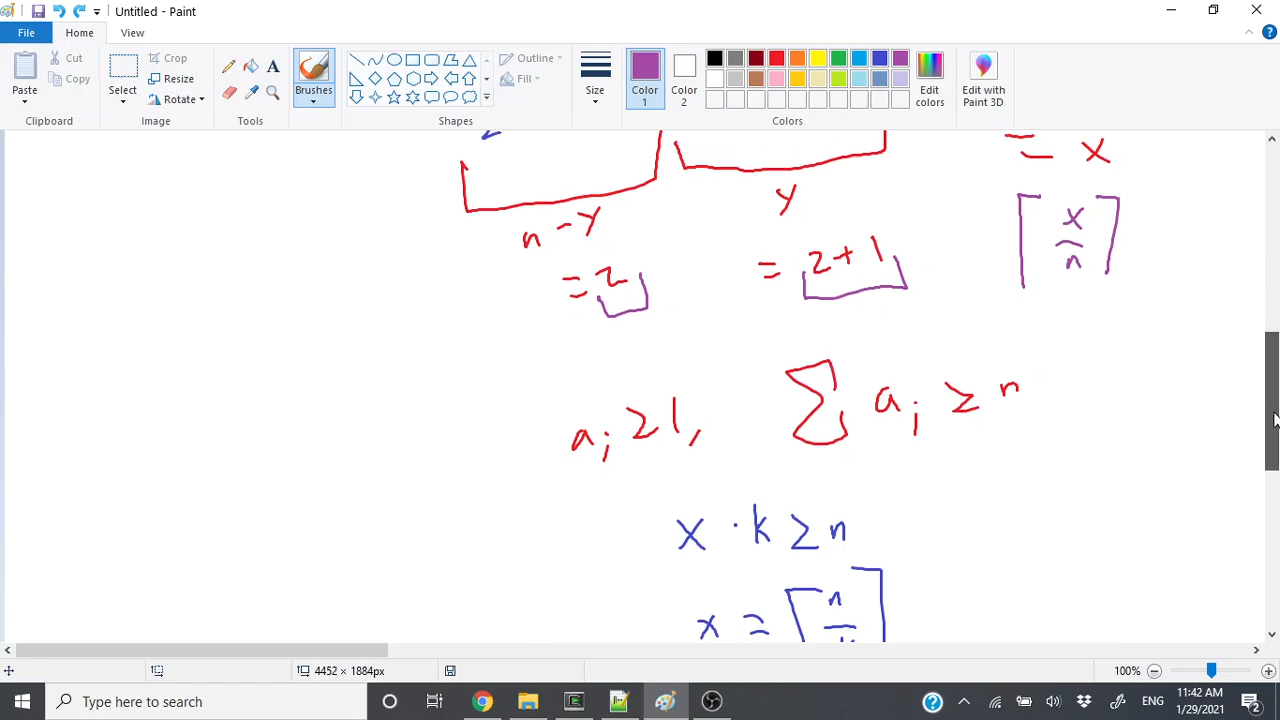 Untitled - Paint
File Home View
Paste Cut Copy Select Crop Resize Rotate A Brushes Outline Fill Size Color 1 Color 2 Edit colors Edit with Paint 3D
Clipboard Image Tools Shapes Colors
2 = x
n - y y
= 2 = 2 + 1 ⌈x/n⌉
a_i ≥ 1, ∑ a_i ≥ n
x · k ≥ n
x = ⌈n
4452 × 1884px 100%
Type here to search ENG 11:42 AM
1/29/2021 2